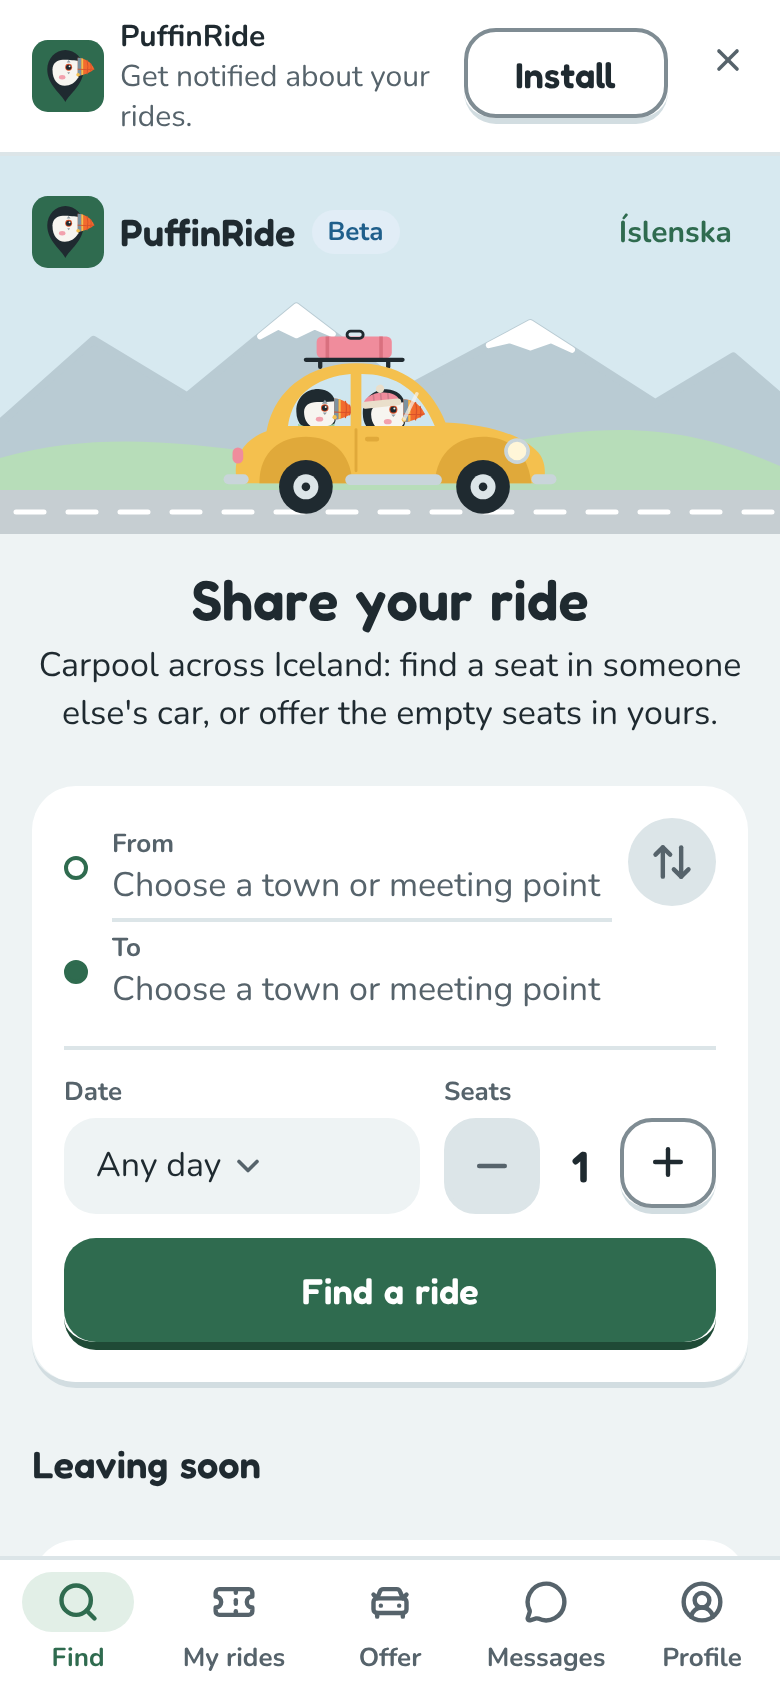 PuffinRide
Get notified about your
rides.
Install
PuffinRide
Beta
Íslenska
Share your ride
Carpool across Iceland: find a seat in someone
else's car, or offer the empty seats in yours.
From
Choose a town or meeting point
To
Choose a town or meeting point
Date
Seats
Any day
1
Find a ride
Leaving soon
Find
My rides
Offer
Messages
Profile